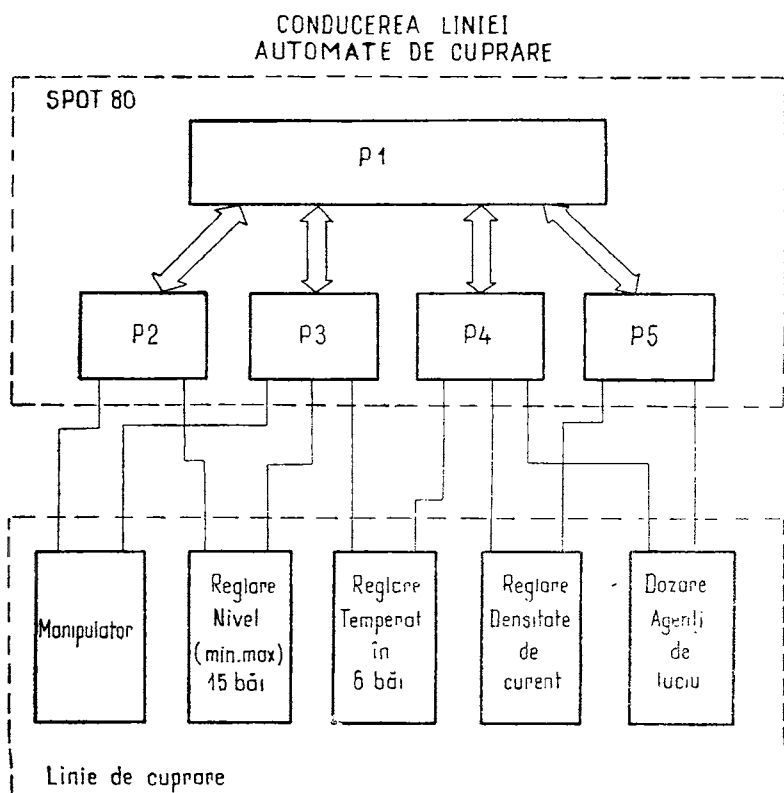 CONDUCEREA LINIEI
AUTOMATE DE CUPRARE
SPOT 80
P1
P2
P3
P4
P5
Manipulator
Reglare
Nivel
(min.max)
15 băi
Reglare
Temperat
în
6 băi
Reglare
Densitate
de
curent
Dozare
Agenți
de
luciu
Linie de cuprare